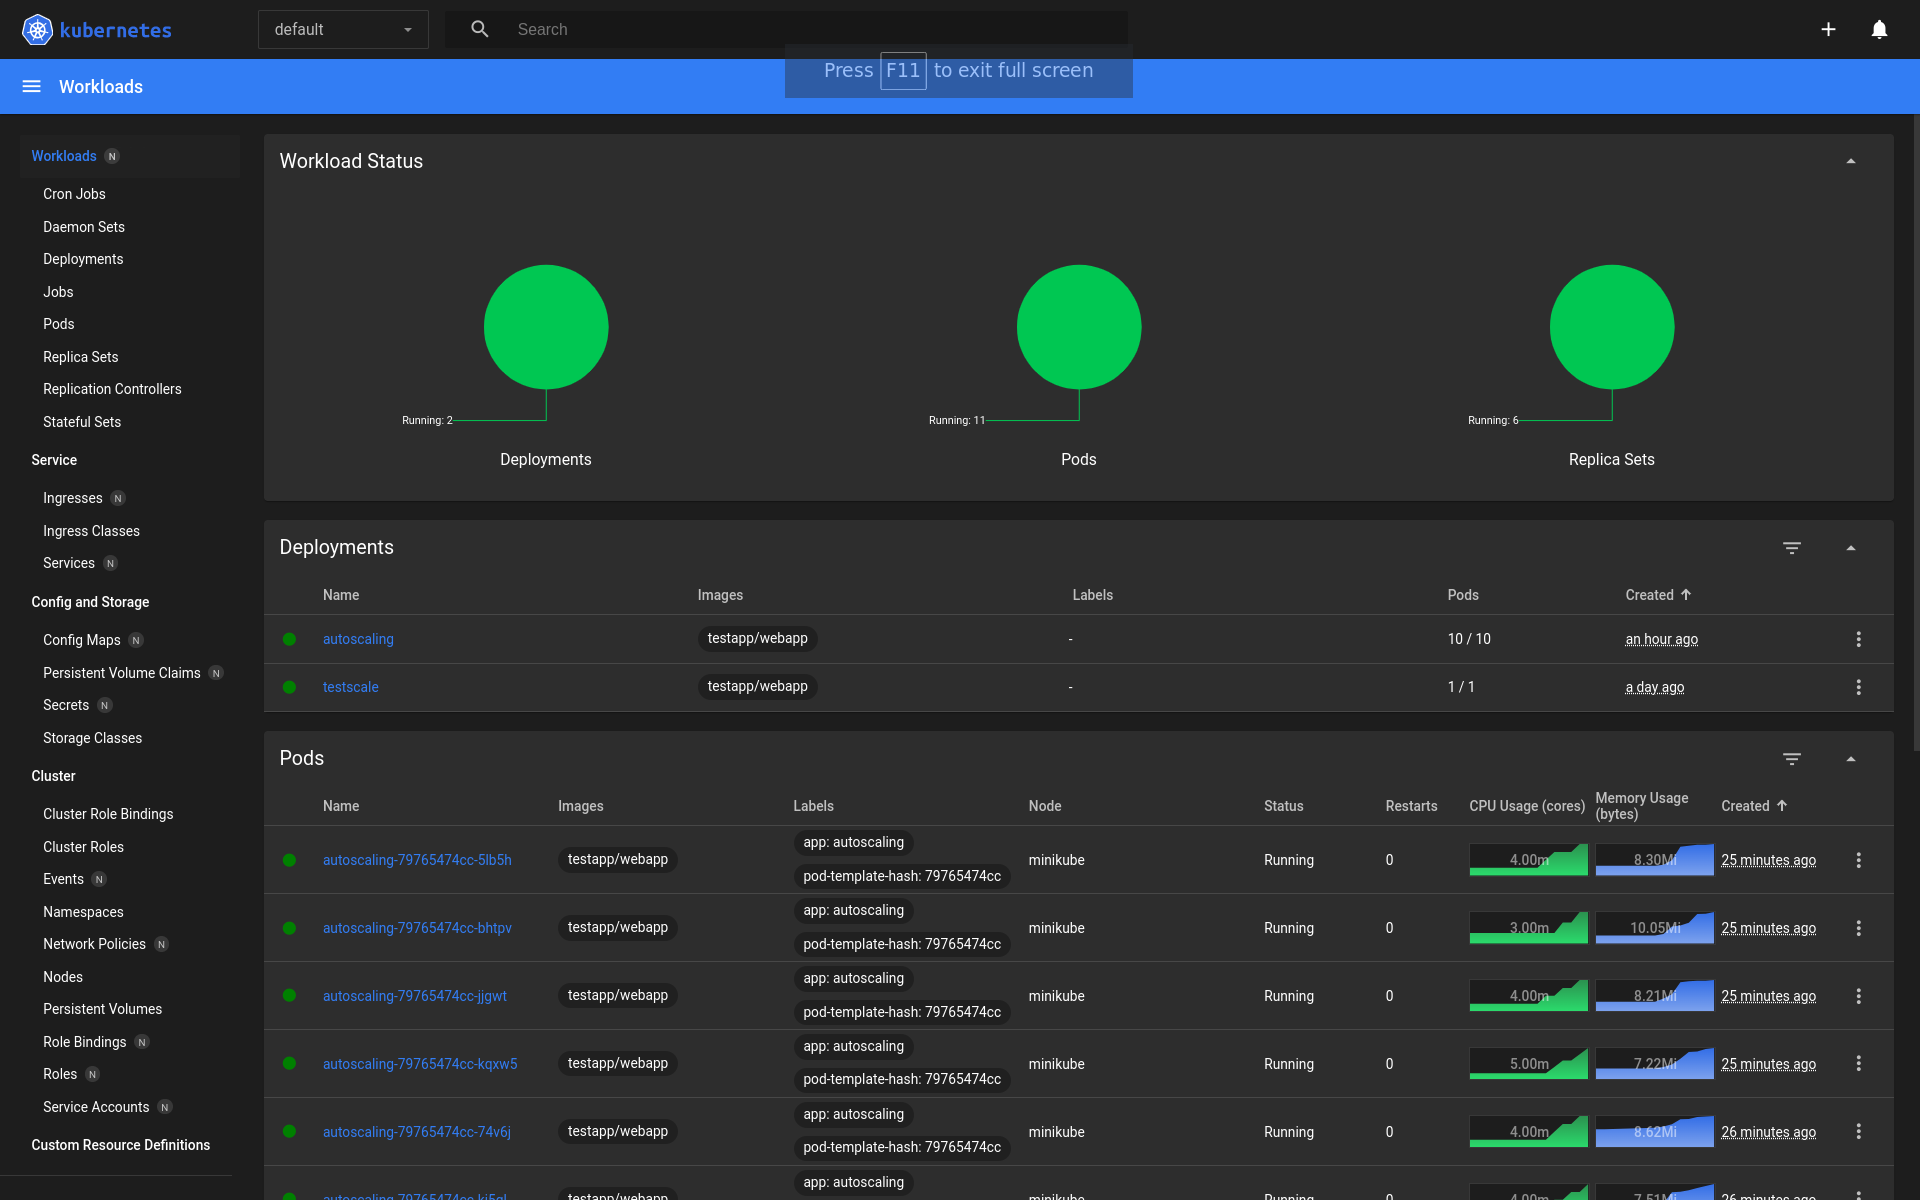 kubernetes
default
Search
Press F11 to exit full screen
Workloads
Workloads N
Cron Jobs
Daemon Sets
Deployments
Jobs
Pods
Replica Sets
Replication Controllers
Stateful Sets
Service
Ingresses N
Ingress Classes
Services N
Config and Storage
Config Maps N
Persistent Volume Claims N
Secrets N
Storage Classes
Cluster
Cluster Role Bindings
Cluster Roles
Events N
Namespaces
Network Policies N
Nodes
Persistent Volumes
Role Bindings N
Roles N
Service Accounts N
Custom Resource Definitions
Workload Status
Running: 2
Running: 11
Running: 6
Deployments
Pods
Replica Sets
Deployments
Name Images Labels Pods Created
autoscaling testapp/webapp - 10 / 10 an hour ago
testscale testapp/webapp - 1 / 1 a day ago
Pods
Name Images Labels Node Status Restarts CPU Usage (cores) Memory Usage (bytes) Created
app: autoscaling
autoscaling-79765474cc-5lb5h testapp/webapp minikube Running 0 4.00m 8.30Mi 25 minutes ago
pod-template-hash: 79765474cc
app: autoscaling
autoscaling-79765474cc-bhtpv testapp/webapp minikube Running 0 3.00m 10.05Mi 25 minutes ago
pod-template-hash: 79765474cc
app: autoscaling
autoscaling-79765474cc-jjgwt testapp/webapp minikube Running 0 4.00m 8.21Mi 25 minutes ago
pod-template-hash: 79765474cc
app: autoscaling
autoscaling-79765474cc-kqxw5 testapp/webapp minikube Running 0 5.00m 7.22Mi 25 minutes ago
pod-template-hash: 79765474cc
app: autoscaling
autoscaling-79765474cc-74v6j testapp/webapp minikube Running 0 4.00m 8.62Mi 26 minutes ago
pod-template-hash: 79765474cc
app: autoscaling
testapp/webapp minikube Running 0 4.00m 7.51Mi 26 minutes ago